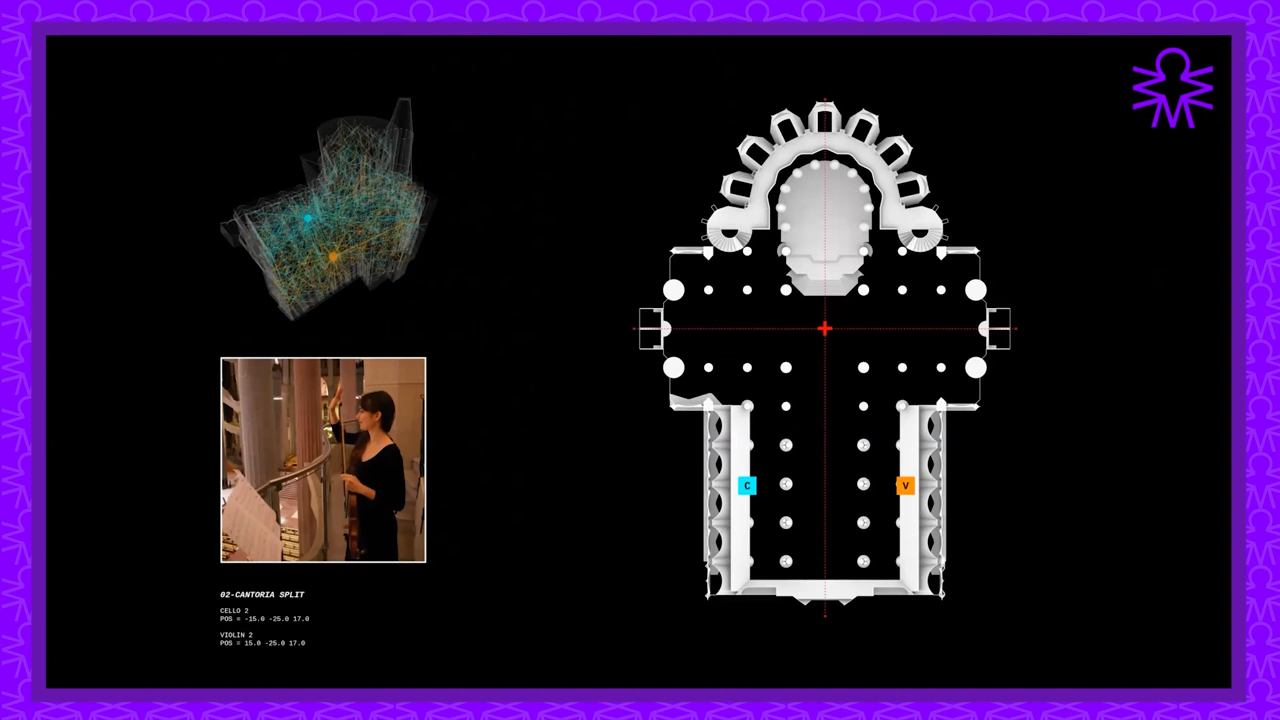 C
V
02-CANTORIA SPLIT
CELLO 2
POS = -15.0 -25.0 17.0
VIOLIN 2
POS = 15.0 -25.0 17.0